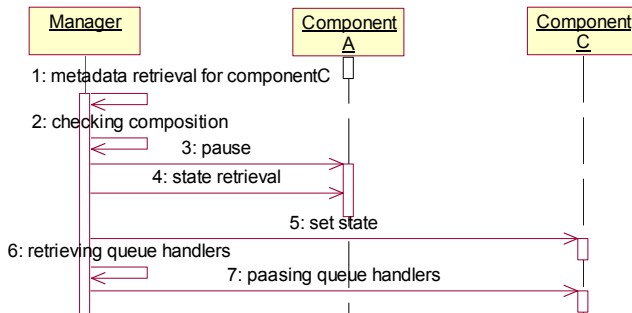 Manager
Component
A
Component
C
1: metadata retrieval for componentC
2: checking composition
3: pause
4: state retrieval
5: set state
6: retrieving queue handlers
7: paasing queue handlers